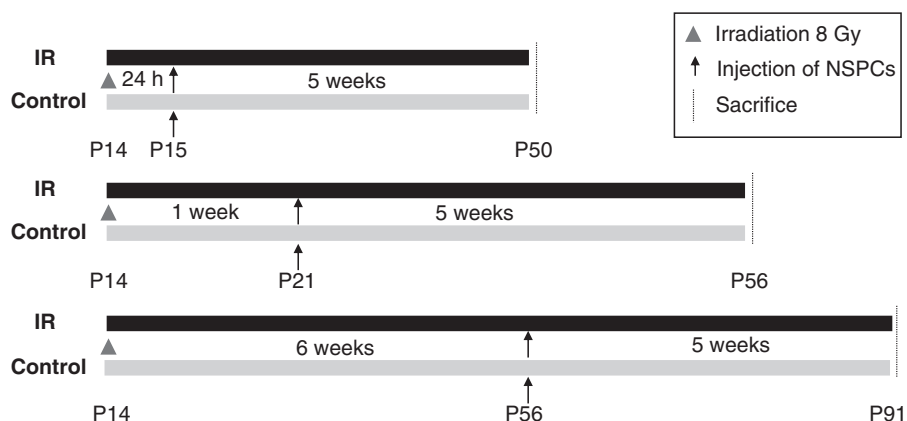 IR
24 h 5 weeks
Control
P14 P15 P50
IR
1 week 5 weeks
Control
P14 P21 P56
IR
6 weeks 5 weeks
Control
P14 P56 P91
Irradiation 8 Gy
Injection of NSPCs
Sacrifice